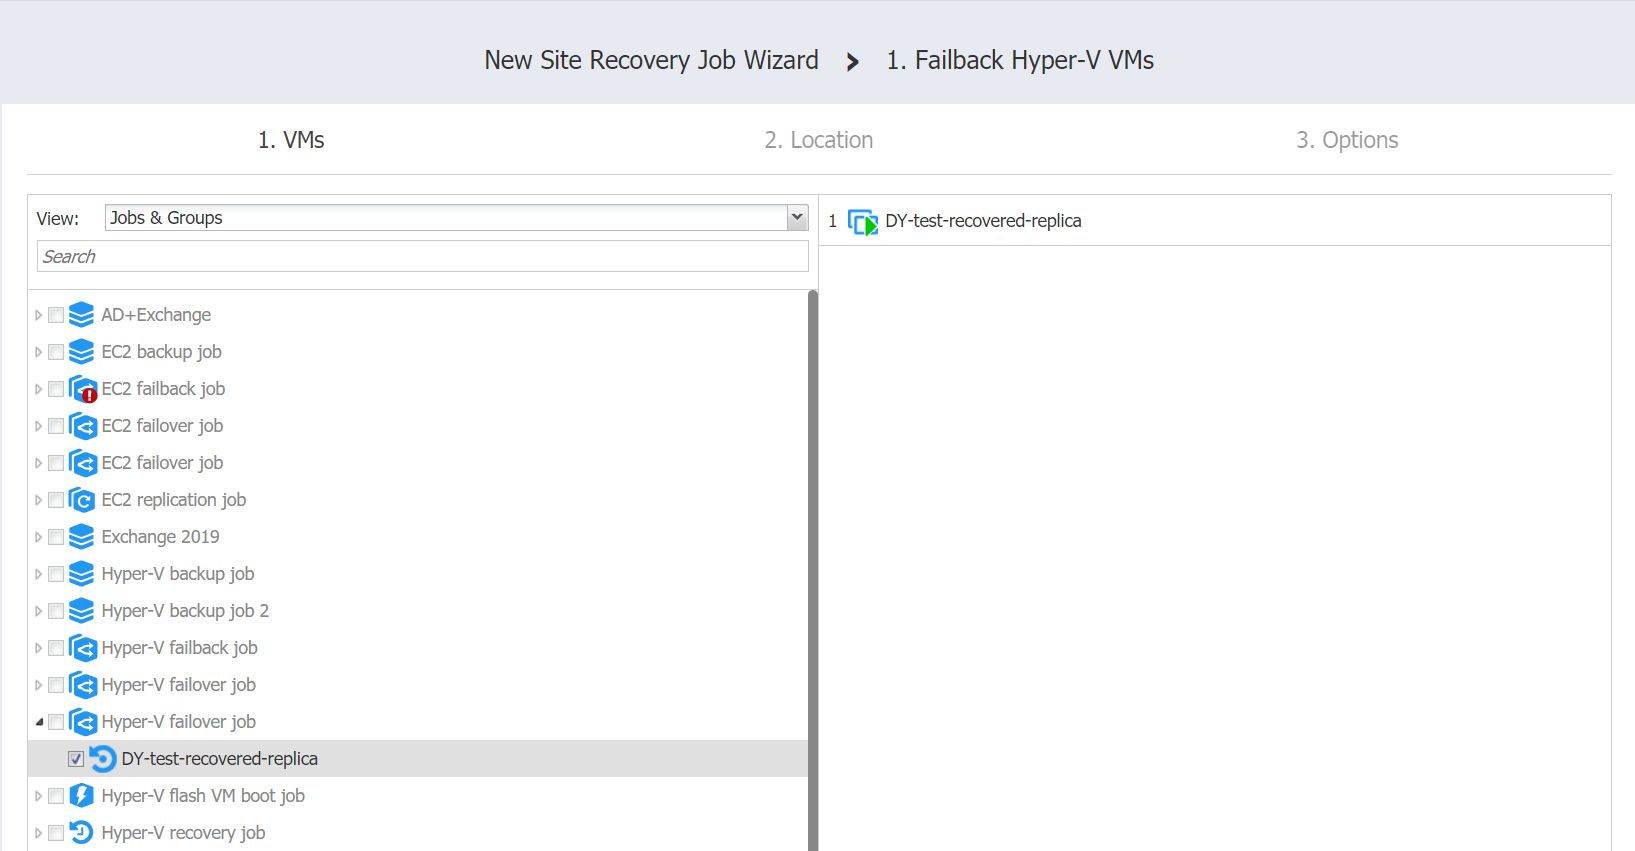 New Site Recovery Job Wizard > 1. Failback Hyper-V VMs
1. VMs 2. Location 3. Options
View: Jobs & Groups
Search
1 DY-test-recovered-replica
AD+Exchange
EC2 backup job
EC2 failback job
EC2 failover job
EC2 failover job
EC2 replication job
Exchange 2019
Hyper-V backup job
Hyper-V backup job 2
Hyper-V failback job
Hyper-V failover job
Hyper-V failover job
DY-test-recovered-replica
Hyper-V flash VM boot job
Hyper-V recovery job